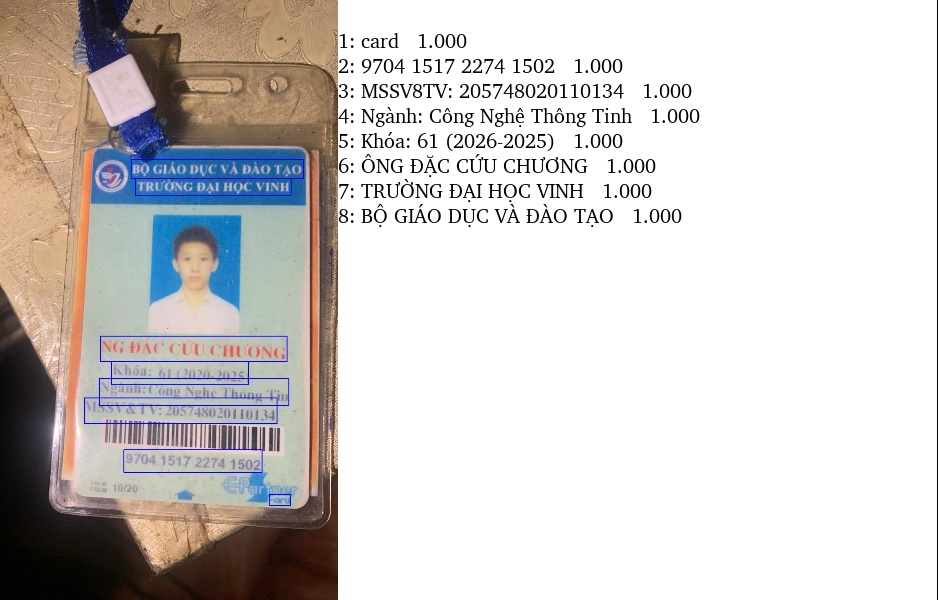 BỘ GIÁO DỤC VÀ ĐÀO TẠO
TRƯỜNG ĐẠI HỌC VINH
NG ĐẮC CỬU CHƯƠNG
Khóa: 61 (2020-2025)
Ngành: Công Nghệ Thông Tin
MSSV&TV: 205748020110134
9704 1517 2274 1502
VALID
FROM 10/20
E-Partner
Card
1: card 1.000
2: 9704 1517 2274 1502 1.000
3: MSSV8TV: 205748020110134 1.000
4: Ngành: Công Nghệ Thông Tinh 1.000
5: Khóa: 61 (2026-2025) 1.000
6: ÔNG ĐẶC CỨU CHƯƠNG 1.000
7: TRƯỜNG ĐẠI HỌC VINH 1.000
8: BỘ GIÁO DỤC VÀ ĐÀO TẠO 1.000